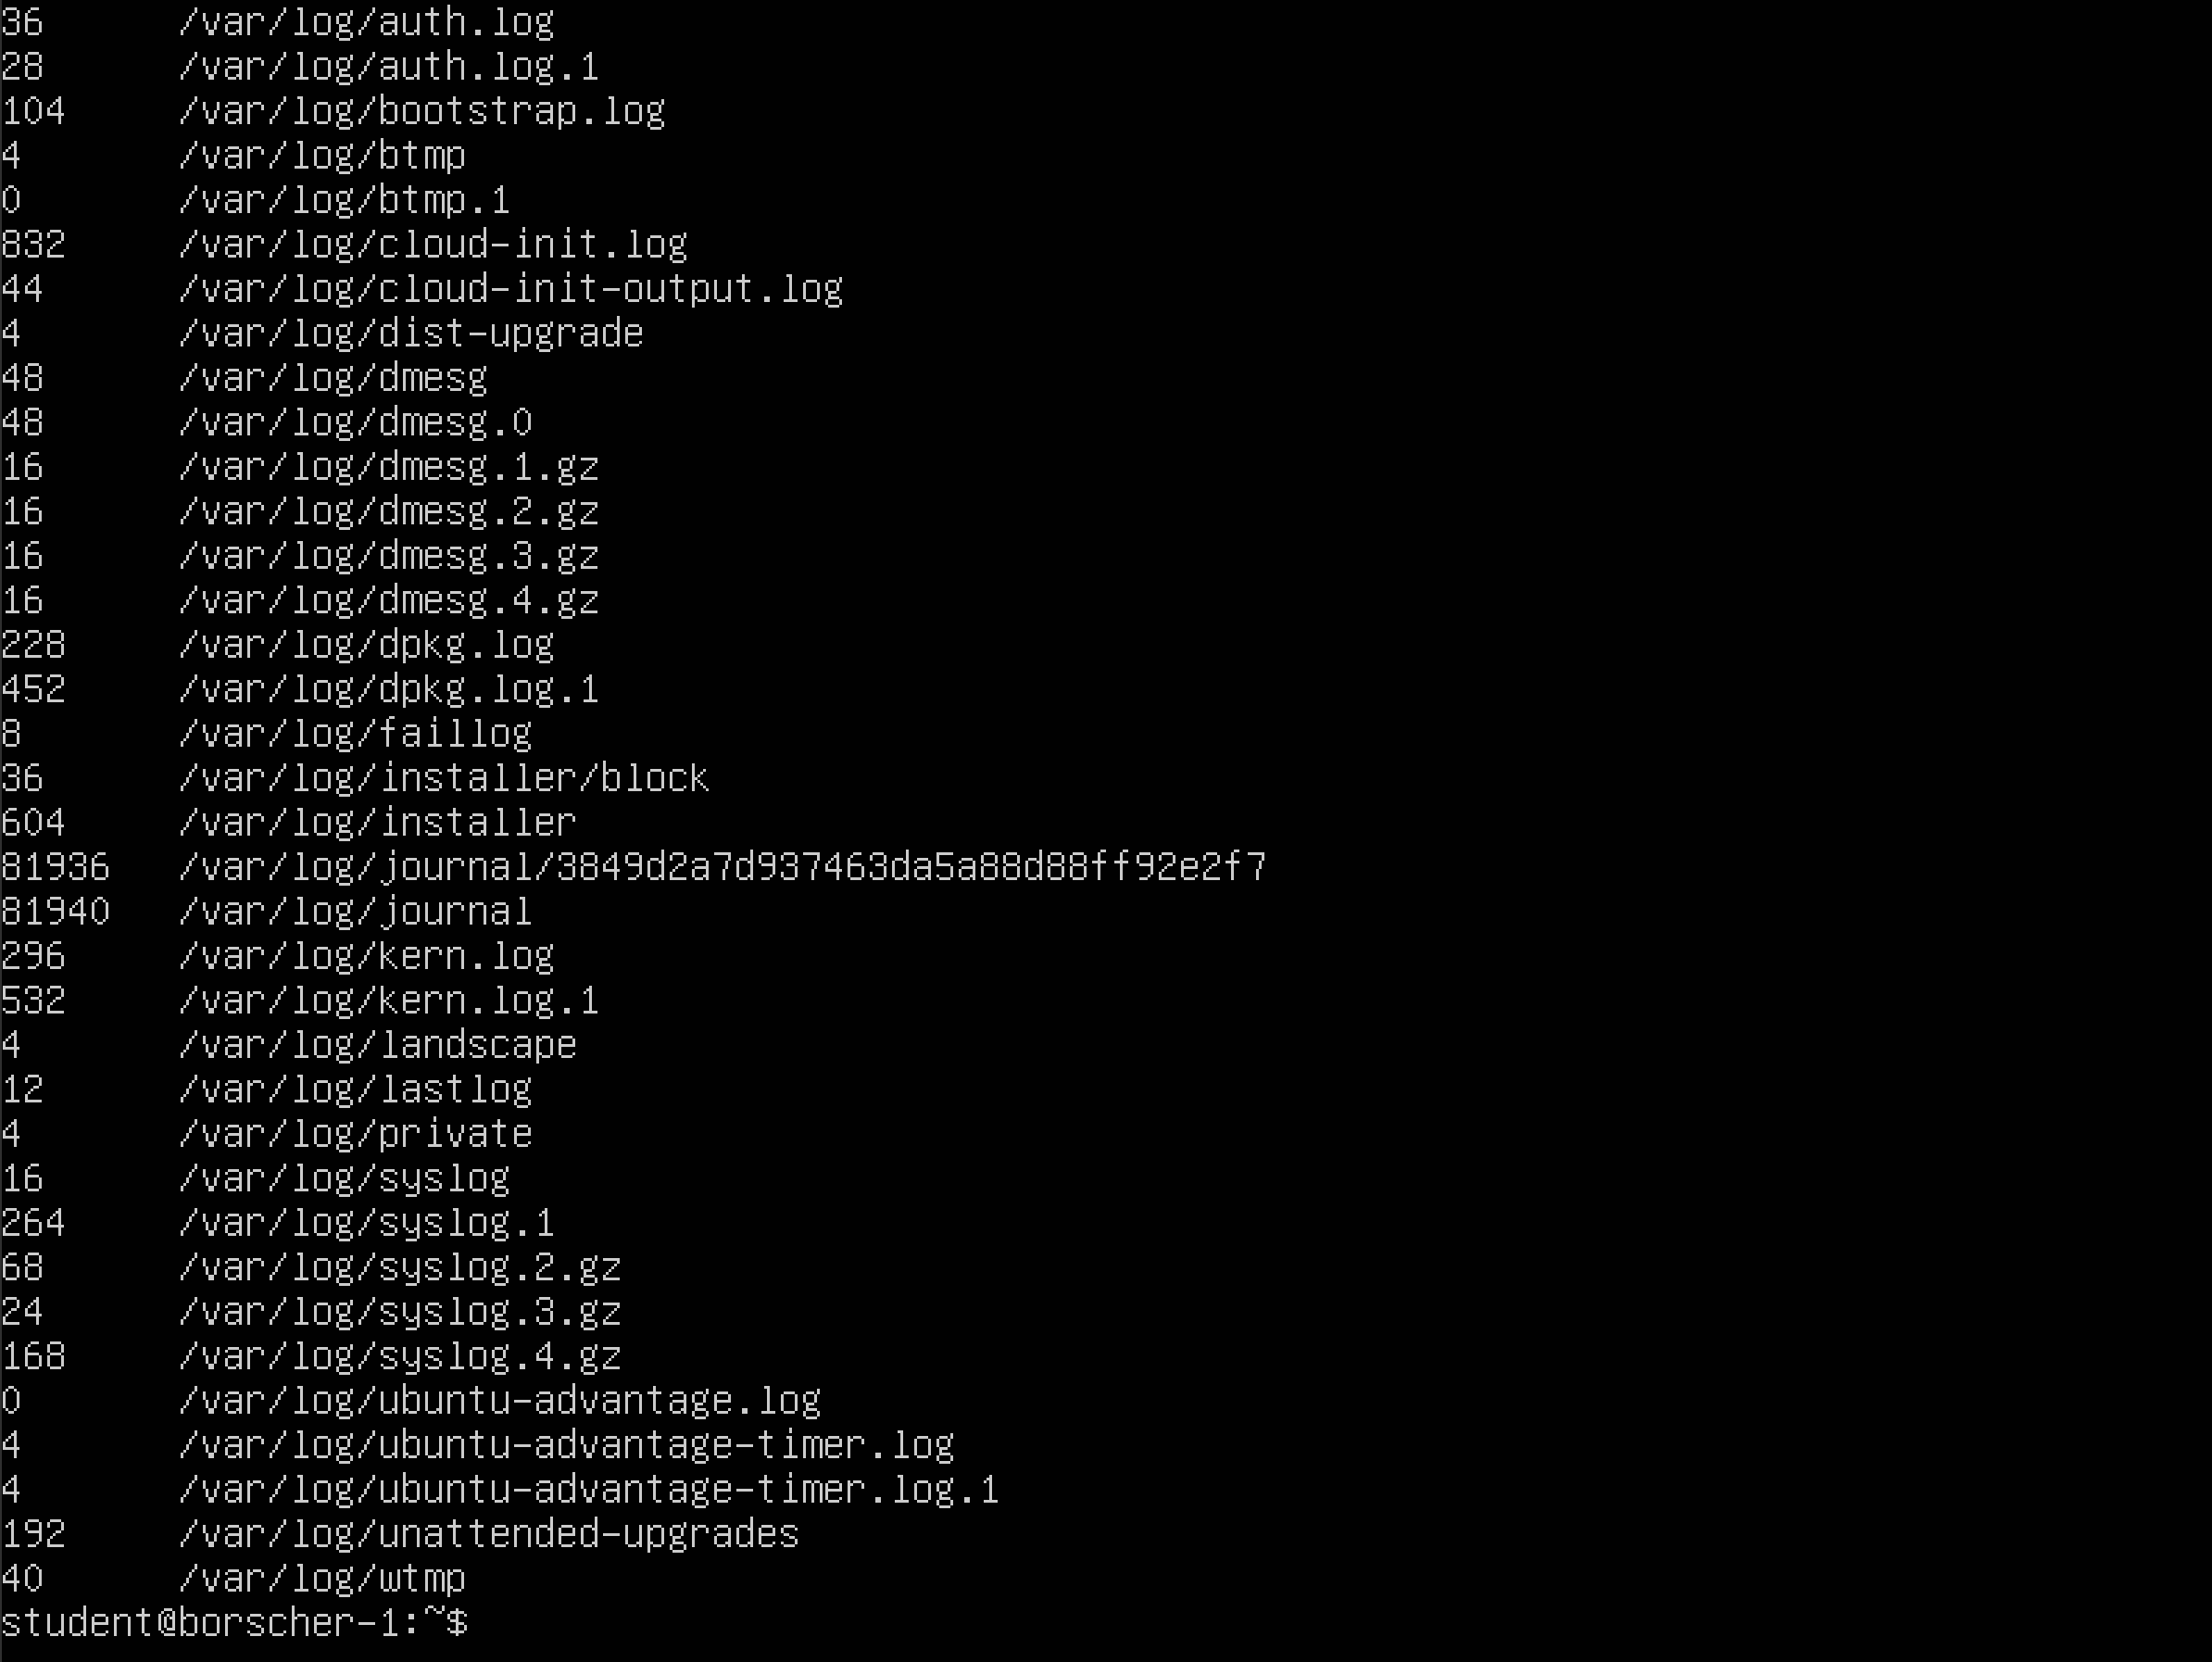 36 /var/log/auth.log
28 /var/log/auth.log.1
104 /var/log/bootstrap.log
4 /var/log/btmp
0 /var/log/btmp.1
832 /var/log/cloud-init.log
44 /var/log/cloud-init-output.log
4 /var/log/dist-upgrade
48 /var/log/dmesg
48 /var/log/dmesg.0
16 /var/log/dmesg.1.gz
16 /var/log/dmesg.2.gz
16 /var/log/dmesg.3.gz
16 /var/log/dmesg.4.gz
228 /var/log/dpkg.log
452 /var/log/dpkg.log.1
8 /var/log/faillog
36 /var/log/installer/block
604 /var/log/installer
81936 /var/log/journal/3849d2a7d937463da5a88d88ff92e2f7
81940 /var/log/journal
296 /var/log/kern.log
532 /var/log/kern.log.1
4 /var/log/landscape
12 /var/log/lastlog
4 /var/log/private
16 /var/log/syslog
264 /var/log/syslog.1
68 /var/log/syslog.2.gz
24 /var/log/syslog.3.gz
168 /var/log/syslog.4.gz
0 /var/log/ubuntu-advantage.log
4 /var/log/ubuntu-advantage-timer.log
4 /var/log/ubuntu-advantage-timer.log.1
192 /var/log/unattended-upgrades
40 /var/log/wtmp
student@borscher-1:~$